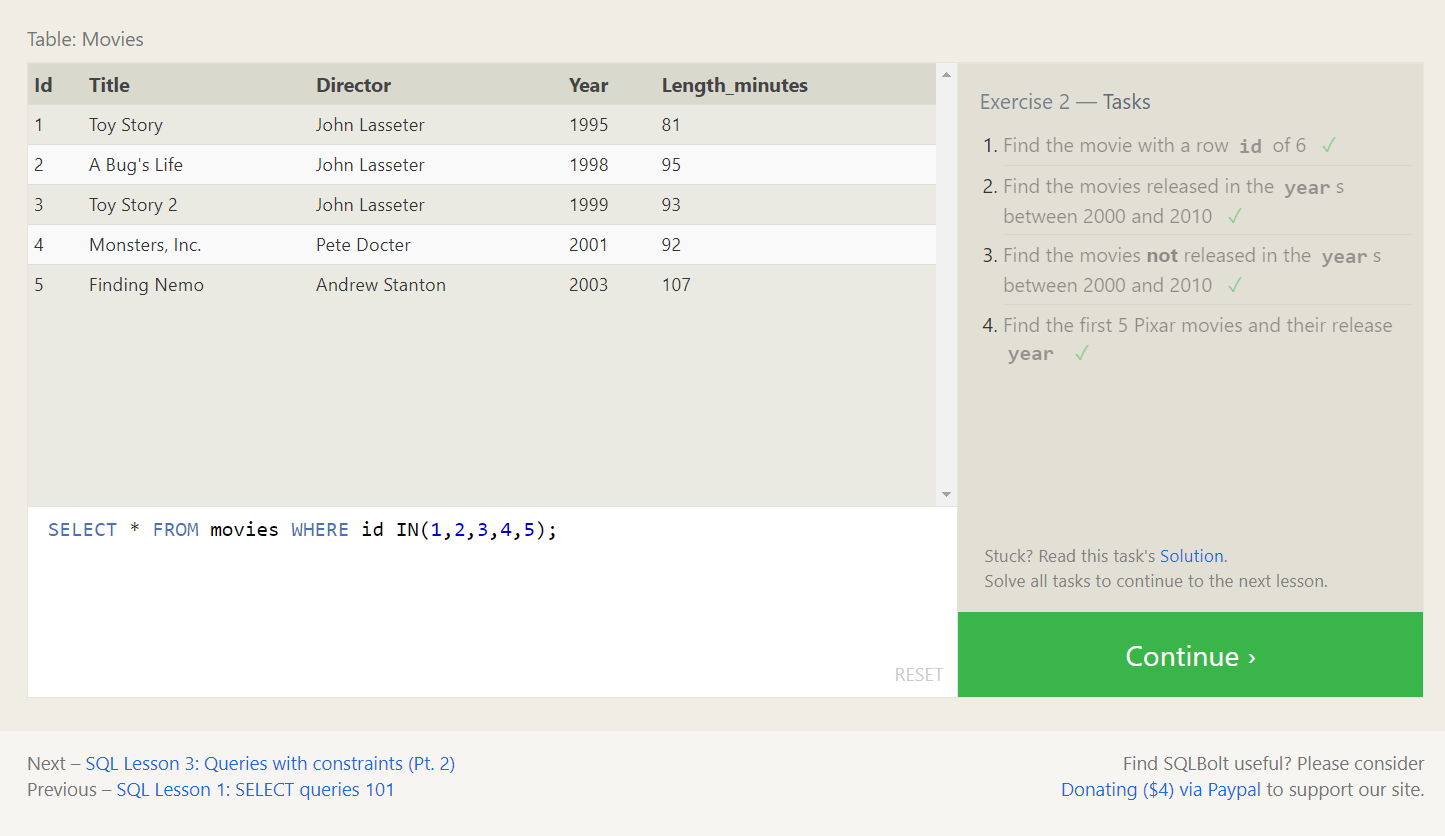 Table: Movies
Id Title Director Year Length_minutes
1 Toy Story John Lasseter 1995 81
2 A Bug's Life John Lasseter 1998 95
3 Toy Story 2 John Lasseter 1999 93
4 Monsters, Inc. Pete Docter 2001 92
5 Finding Nemo Andrew Stanton 2003 107
SELECT * FROM movies WHERE id IN(1,2,3,4,5);
RESET
Exercise 2 — Tasks
1. Find the movie with a row id of 6 ✓
2. Find the movies released in the year s
between 2000 and 2010 ✓
3. Find the movies not released in the year s
between 2000 and 2010 ✓
4. Find the first 5 Pixar movies and their release
year ✓
Stuck? Read this task's Solution.
Solve all tasks to continue to the next lesson.
Continue ›
Next – SQL Lesson 3: Queries with constraints (Pt. 2)
Previous – SQL Lesson 1: SELECT queries 101
Find SQLBolt useful? Please consider
Donating ($4) via Paypal to support our site.